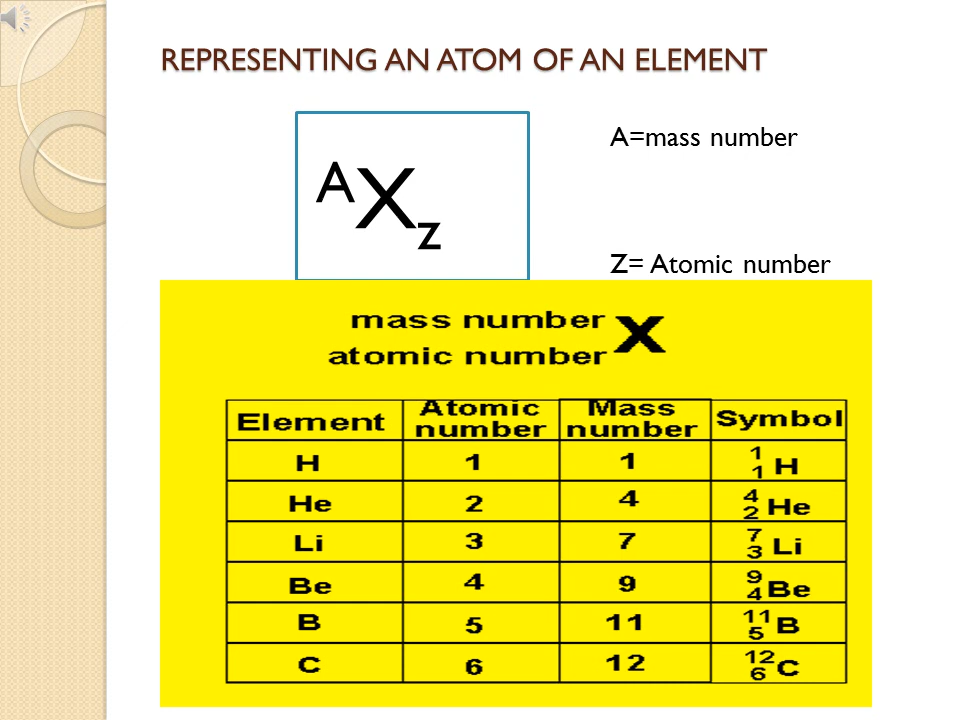 REPRESENTING AN ATOM OF AN ELEMENT
A=mass number
AXz
Z= Atomic number
mass number X
atomic number
Element Atomic number Mass number Symbol
H 1 1 1 1 H
He 2 4 4 2 He
Li 3 7 7 3 Li
Be 4 9 9 4 Be
B 5 11 11 5 B
C 6 12 12 6 C